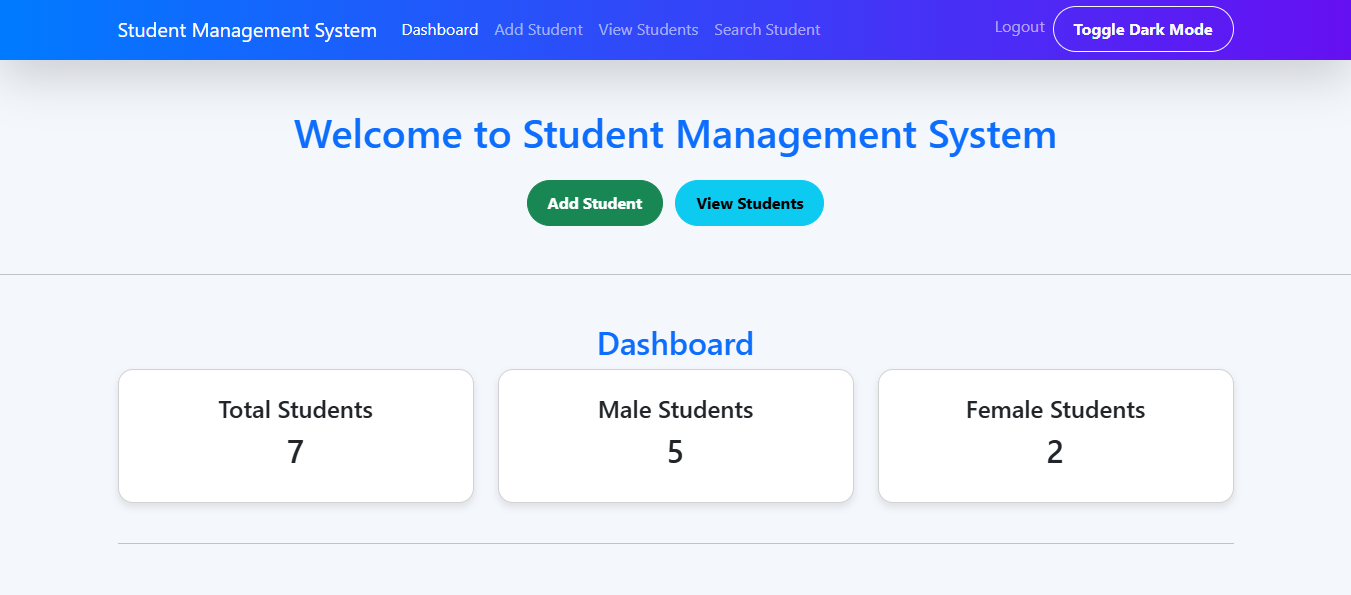 Student Management System Dashboard Add Student View Students Search Student Logout Toggle Dark Mode
Welcome to Student Management System
Add Student View Students
Dashboard
Total Students Male Students Female Students
7 5 2